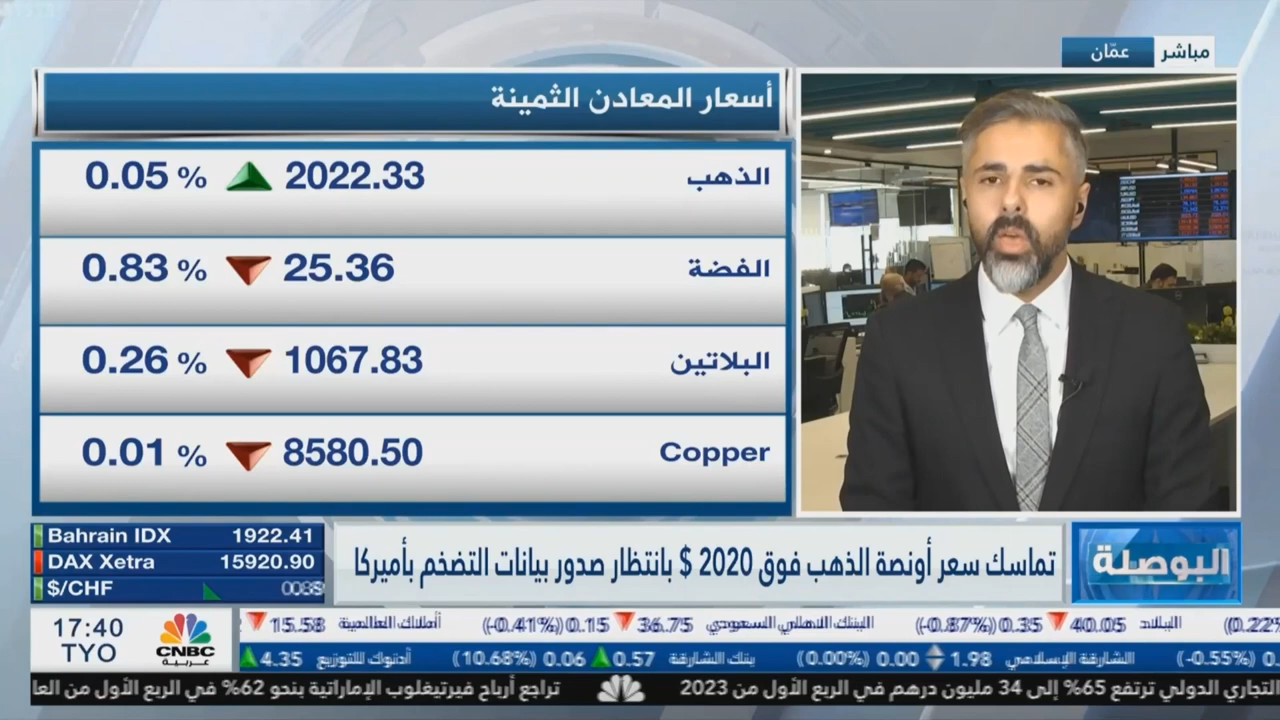 مباشر عمّان
أسعار المعادن الثمينة
الذهب 2022.33 0.05 %
الفضة 25.36 0.83 %
البلاتين 1067.83 0.26 %
Copper 8580.50 0.01 %
البوصلة
تماسك سعر أونصة الذهب فوق 2020 $ بانتظار صدور بيانات التضخم بأميركا
Bahrain IDX 1922.41
DAX Xetra 15920.90
$/CHF
17:40
TYO
CNBC
عربية
البلاد 40.05 0.35 (-0.87%) البنك الاهلي السعودي 36.75 0.15 (-0.41%) أملاك العالمية 15.58
(-0.55%) الشارقة الإسلامي 1.98 0.00 (0.00%) بنك الشارقة 0.57 0.06 (10.68%) أدنوك للتوزيع 4.35
التجاري الدولي ترتفع 65% إلى 34 مليون درهم في الربع الأول من 2023 تراجع أرباح فيرتيغلوب الإماراتية بنحو 62% في الربع الأول من